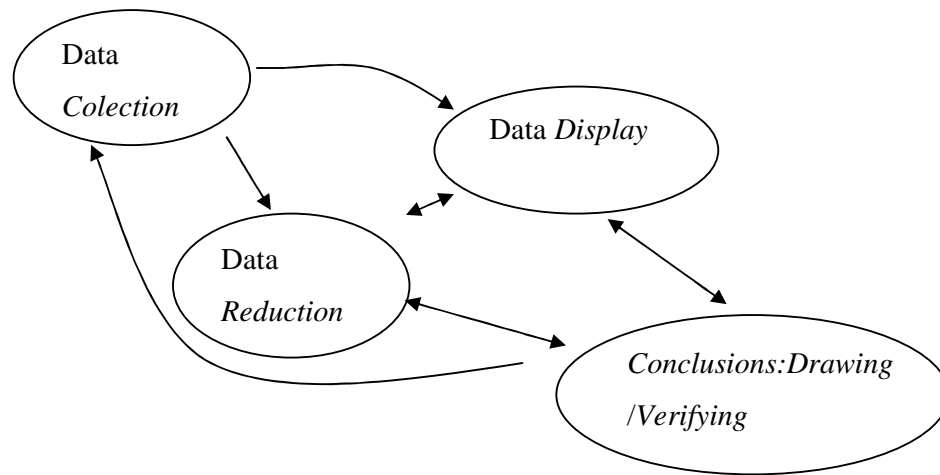 Data
Colection
Data Display
Data
Reduction
Conclusions:Drawing
/Verifying